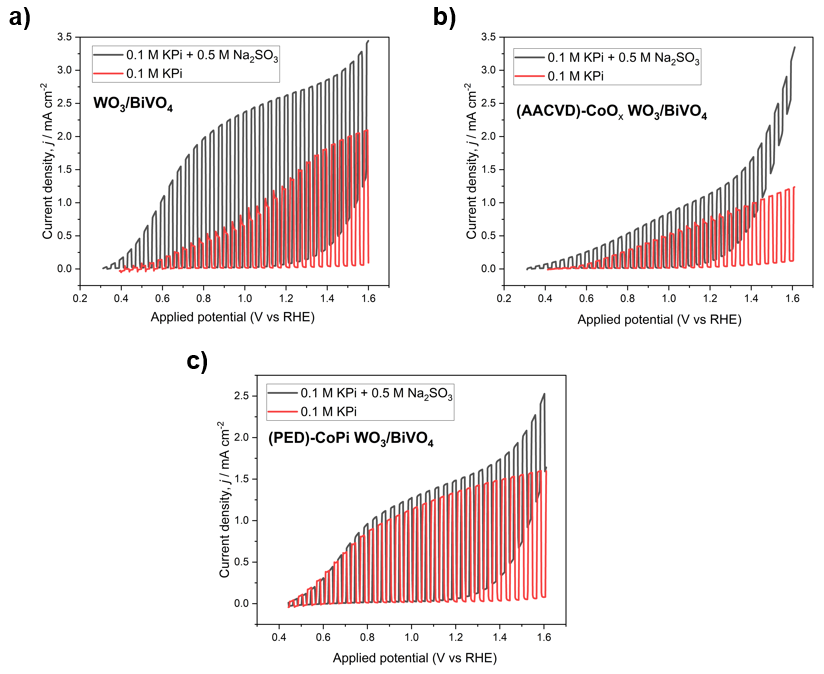 a)
3.5
3.0
2.5
2.0
1.5
1.0
0.5
0.0
0.2 0.4 0.6 0.8 1.0 1.2 1.4 1.6
Current density, j / mA cm⁻²
Applied potential (V vs RHE)
0.1 M KPi + 0.5 M Na₂SO₃
0.1 M KPi
WO₃/BiVO₄
b)
3.5
3.0
2.5
2.0
1.5
1.0
0.5
0.0
0.2 0.4 0.6 0.8 1.0 1.2 1.4 1.6
Current density, j / mA cm⁻²
Applied potential (V vs RHE)
0.1 M KPi + 0.5 M Na₂SO₃
0.1 M KPi
(AACVD)-CoOₓ WO₃/BiVO₄
c)
2.5
2.0
1.5
1.0
0.5
0.0
0.4 0.6 0.8 1.0 1.2 1.4 1.6
Current density, j / mA cm⁻²
Applied potential (V vs RHE)
0.1 M KPi + 0.5 M Na₂SO₃
0.1 M KPi
(PED)-CoPi WO₃/BiVO₄